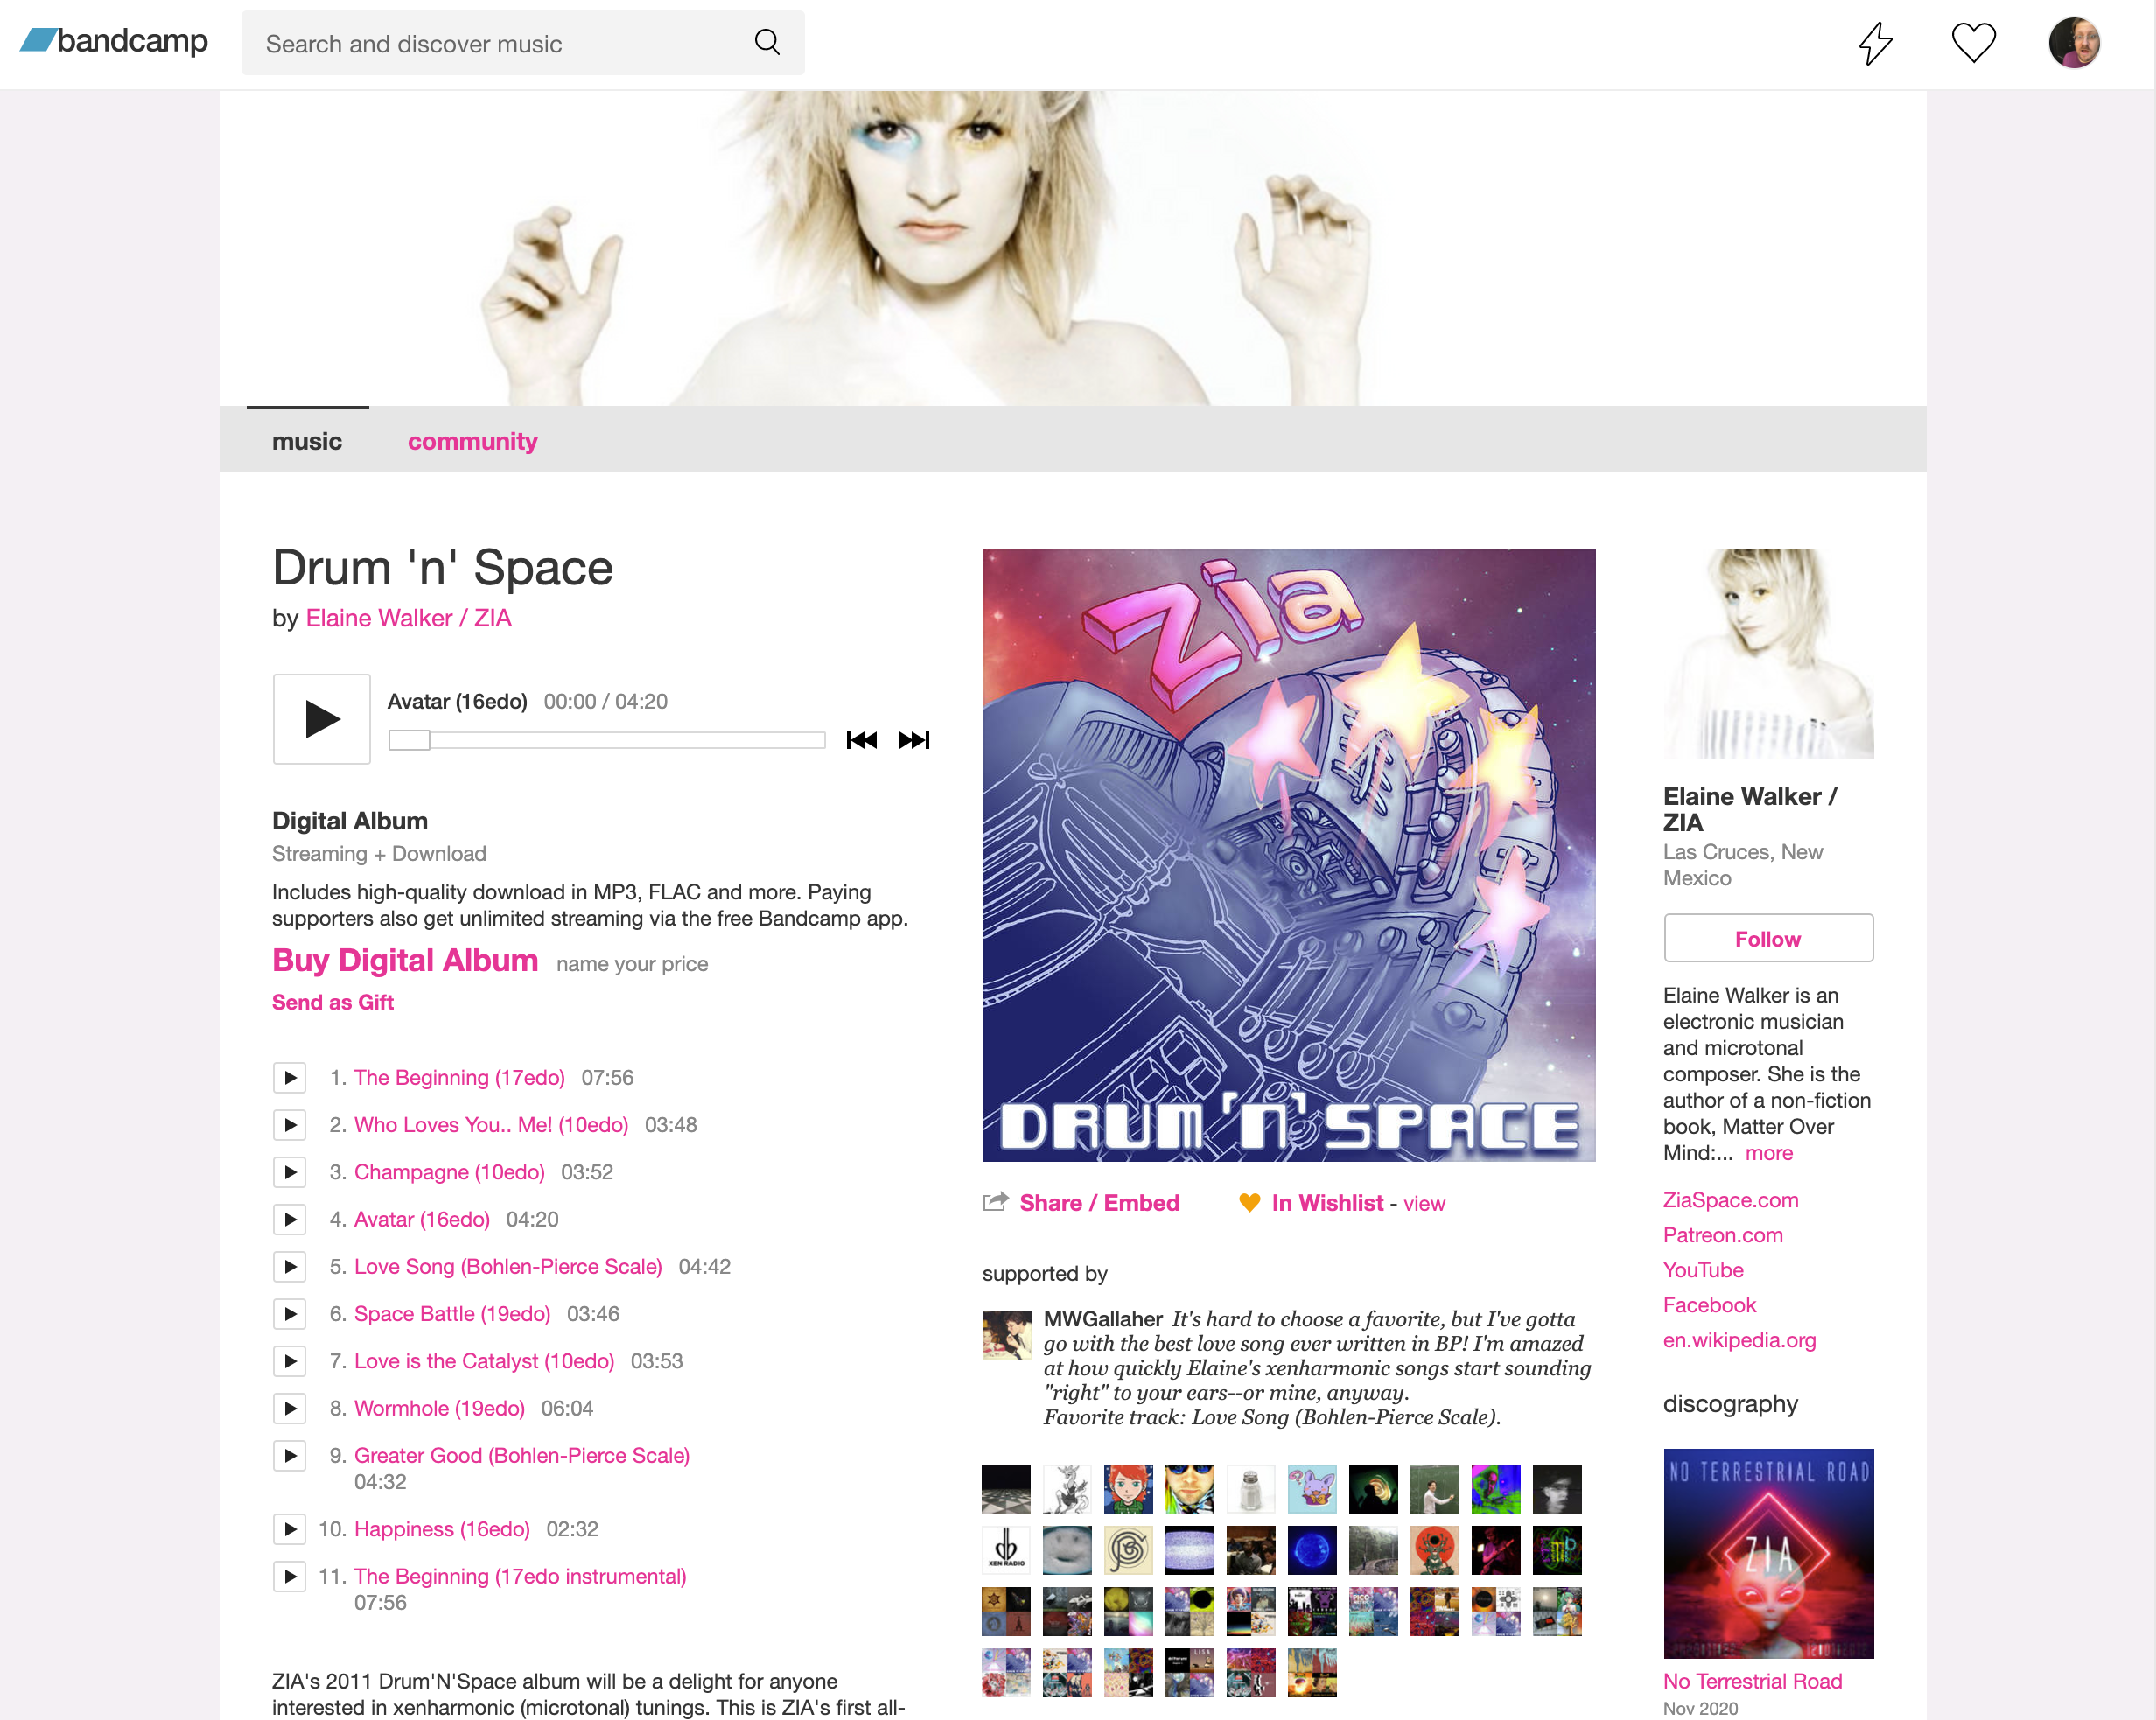 bandcamp
Search and discover music
music
community
Drum 'n' Space
by Elaine Walker / ZIA
Avatar (16edo) 00:00 / 04:20
Digital Album
Streaming + Download
Includes high-quality download in MP3, FLAC and more. Paying
supporters also get unlimited streaming via the free Bandcamp app.
Buy Digital Album name your price
Send as Gift
1. The Beginning (17edo) 07:56
2. Who Loves You.. Me! (10edo) 03:48
3. Champagne (10edo) 03:52
4. Avatar (16edo) 04:20
5. Love Song (Bohlen-Pierce Scale) 04:42
6. Space Battle (19edo) 03:46
7. Love is the Catalyst (10edo) 03:53
8. Wormhole (19edo) 06:04
9. Greater Good (Bohlen-Pierce Scale)
04:32
10. Happiness (16edo) 02:32
11. The Beginning (17edo instrumental)
07:56
ZIA's 2011 Drum'N'Space album will be a delight for anyone
interested in xenharmonic (microtonal) tunings. This is ZIA's first all-
zia
DRUM 'N' SPACE
Share / Embed
In Wishlist - view
supported by
MWGallaher It's hard to choose a favorite, but I've gotta
go with the best love song ever written in BP! I'm amazed
at how quickly Elaine's xenharmonic songs start sounding
"right" to your ears--or mine, anyway.
Favorite track: Love Song (Bohlen-Pierce Scale).
XEN RADIO
Elaine Walker /
ZIA
Las Cruces, New
Mexico
Follow
Elaine Walker is an
electronic musician
and microtonal
composer. She is the
author of a non-fiction
book, Matter Over
Mind:... more
ZiaSpace.com
Patreon.com
YouTube
Facebook
en.wikipedia.org
discography
NO TERRESTRIAL ROAD
ZIA
No Terrestrial Road
Nov 2020